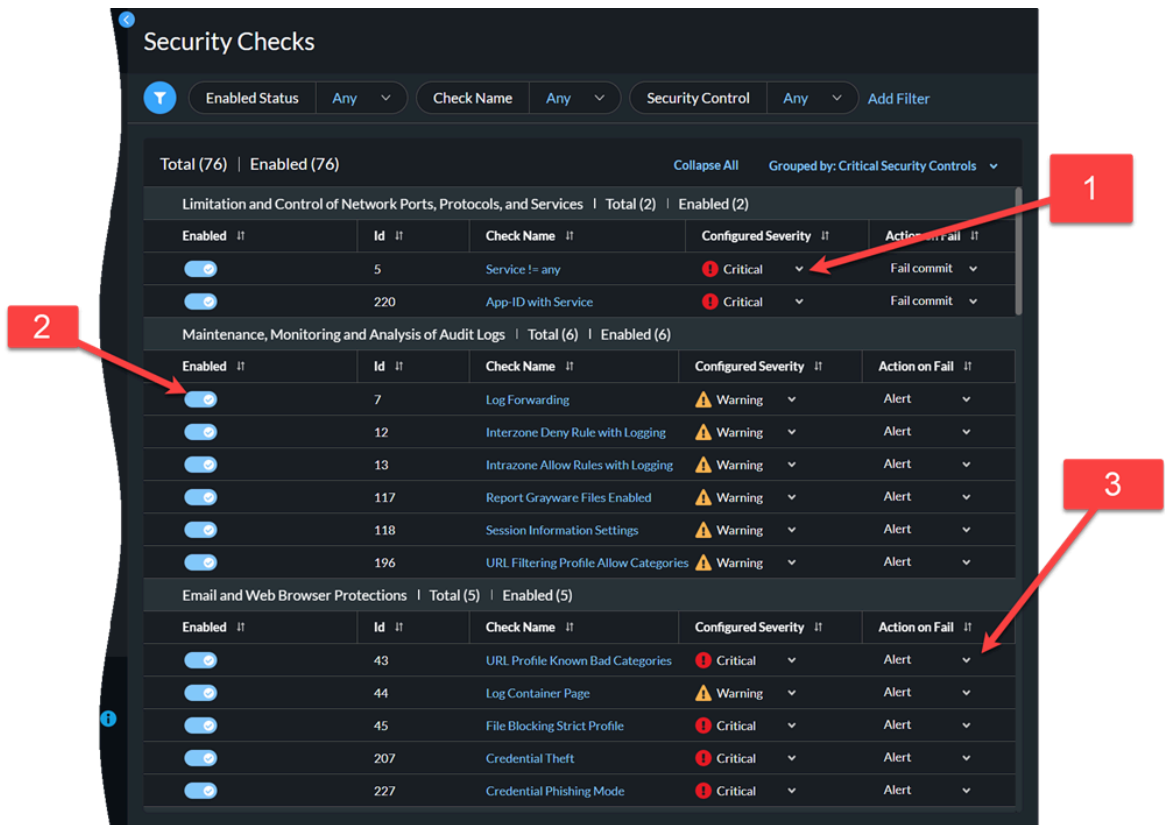 Security Checks
Enabled Status Any Check Name Any Security Control Any Add Filter
Total (76) | Enabled (76) Collapse All Grouped by: Critical Security Controls
1
Limitation and Control of Network Ports, Protocols, and Services | Total (2) | Enabled (2)
Enabled Id Check Name Configured Severity Action on Fail
5 Service != any Critical Fail commit
220 App-ID with Service Critical Fail commit
2
Maintenance, Monitoring and Analysis of Audit Logs | Total (6) | Enabled (6)
Enabled Id Check Name Configured Severity Action on Fail
7 Log Forwarding Warning Alert
12 Interzone Deny Rule with Logging Warning Alert
13 Intrazone Allow Rules with Logging Warning Alert
3
117 Report Grayware Files Enabled Warning Alert
118 Session Information Settings Warning Alert
196 URL Filtering Profile Allow Categories Warning Alert
Email and Web Browser Protections | Total (5) | Enabled (5)
Enabled Id Check Name Configured Severity Action on Fail
43 URL Profile Known Bad Categories Critical Alert
44 Log Container Page Warning Alert
45 File Blocking Strict Profile Critical Alert
207 Credential Theft Critical Alert
227 Credential Phishing Mode Critical Alert